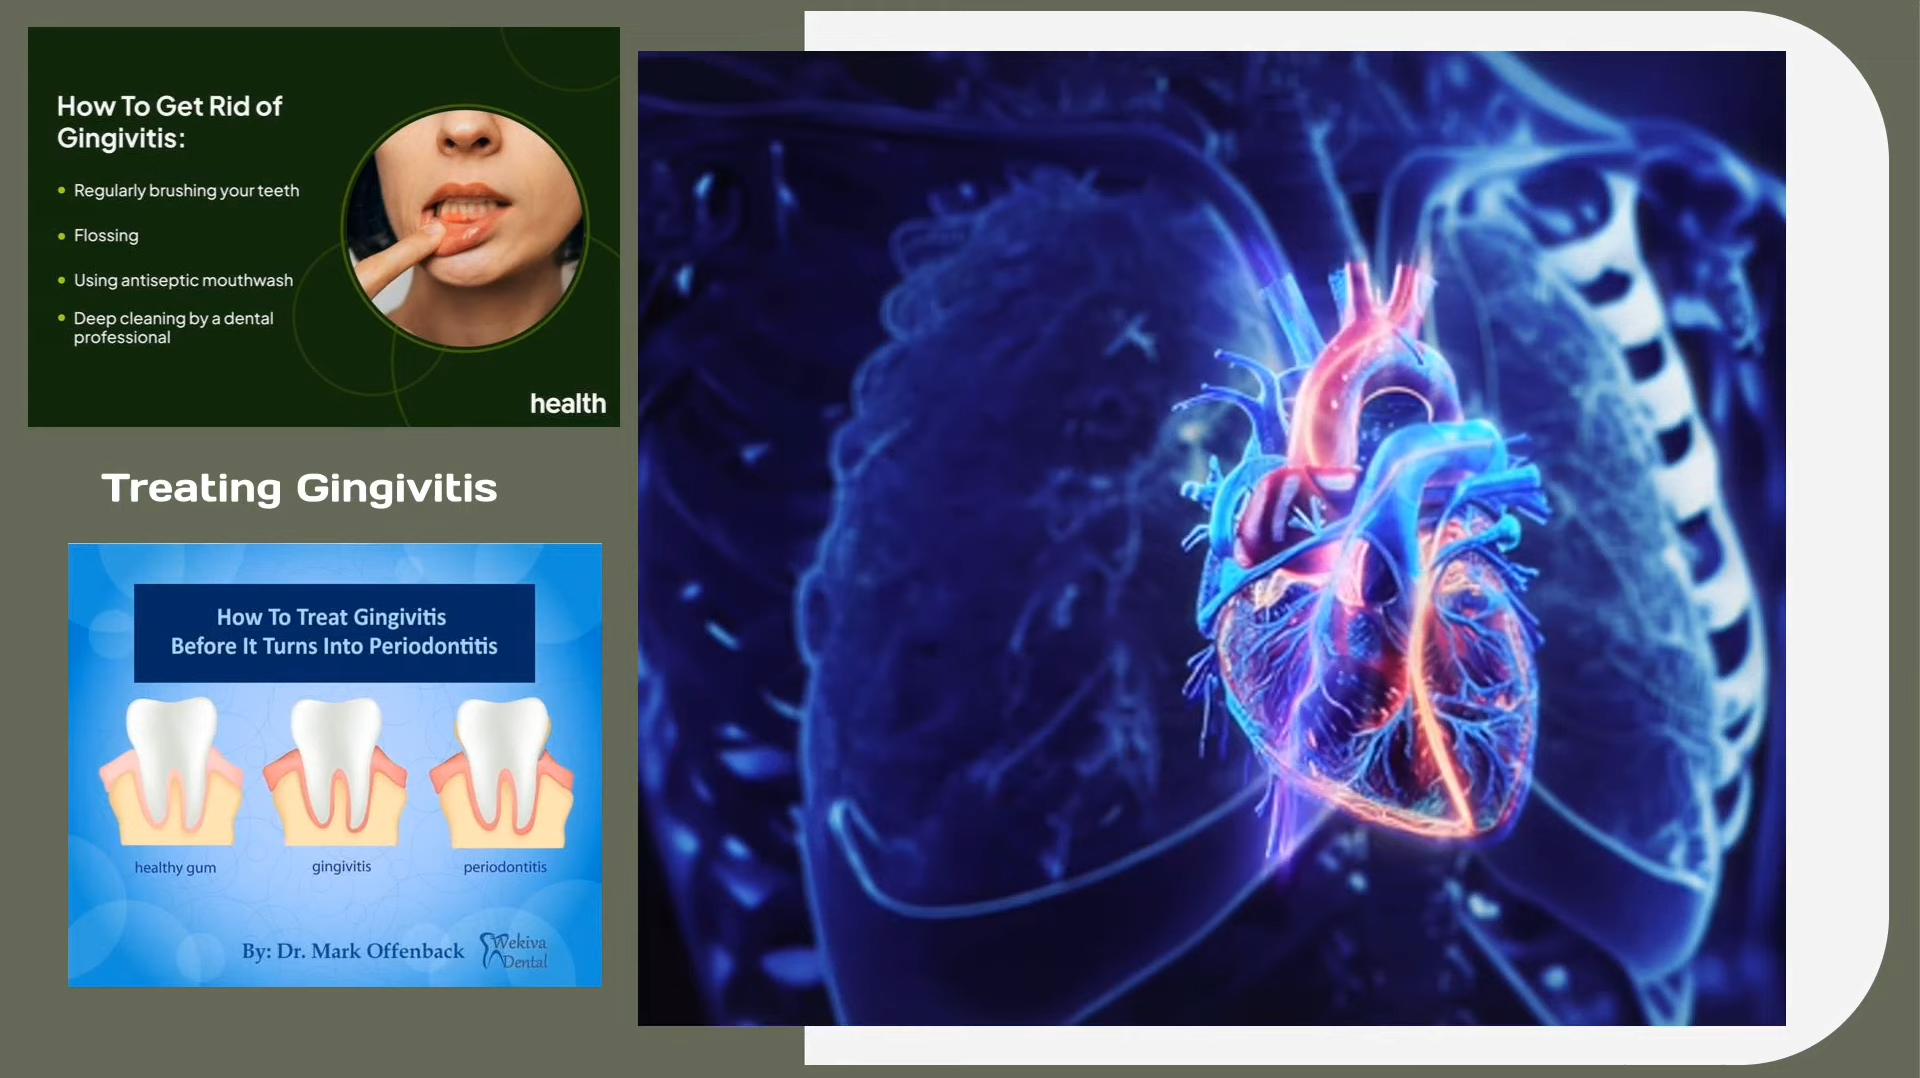 How To Get Rid of
Gingivitis:
Regularly brushing your teeth
Flossing
Using antiseptic mouthwash
Deep cleaning by a dental
professional
health
Treating Gingivitis
How To Treat Gingivitis
Before It Turns Into Periodontitis
healthy gum
gingivitis
periodontitis
By: Dr. Mark Offenback
Wekiva
Dental